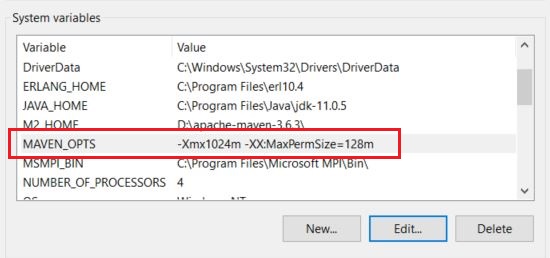 System variables
Variable Value
DriverData C:\Windows\System32\Drivers\DriverData
ERLANG_HOME C:\Program Files\erl10.4
JAVA_HOME C:\Program Files\Java\jdk-11.0.5
M2_HOME D:\apache-maven-3.6.3\
MAVEN_OPTS -Xmx1024m -XX:MaxPermSize=128m
MSMPI_BIN C:\Program Files\Microsoft MPI\Bin\
NUMBER_OF_PROCESSORS 4
OS Windows_NT
New... Edit... Delete